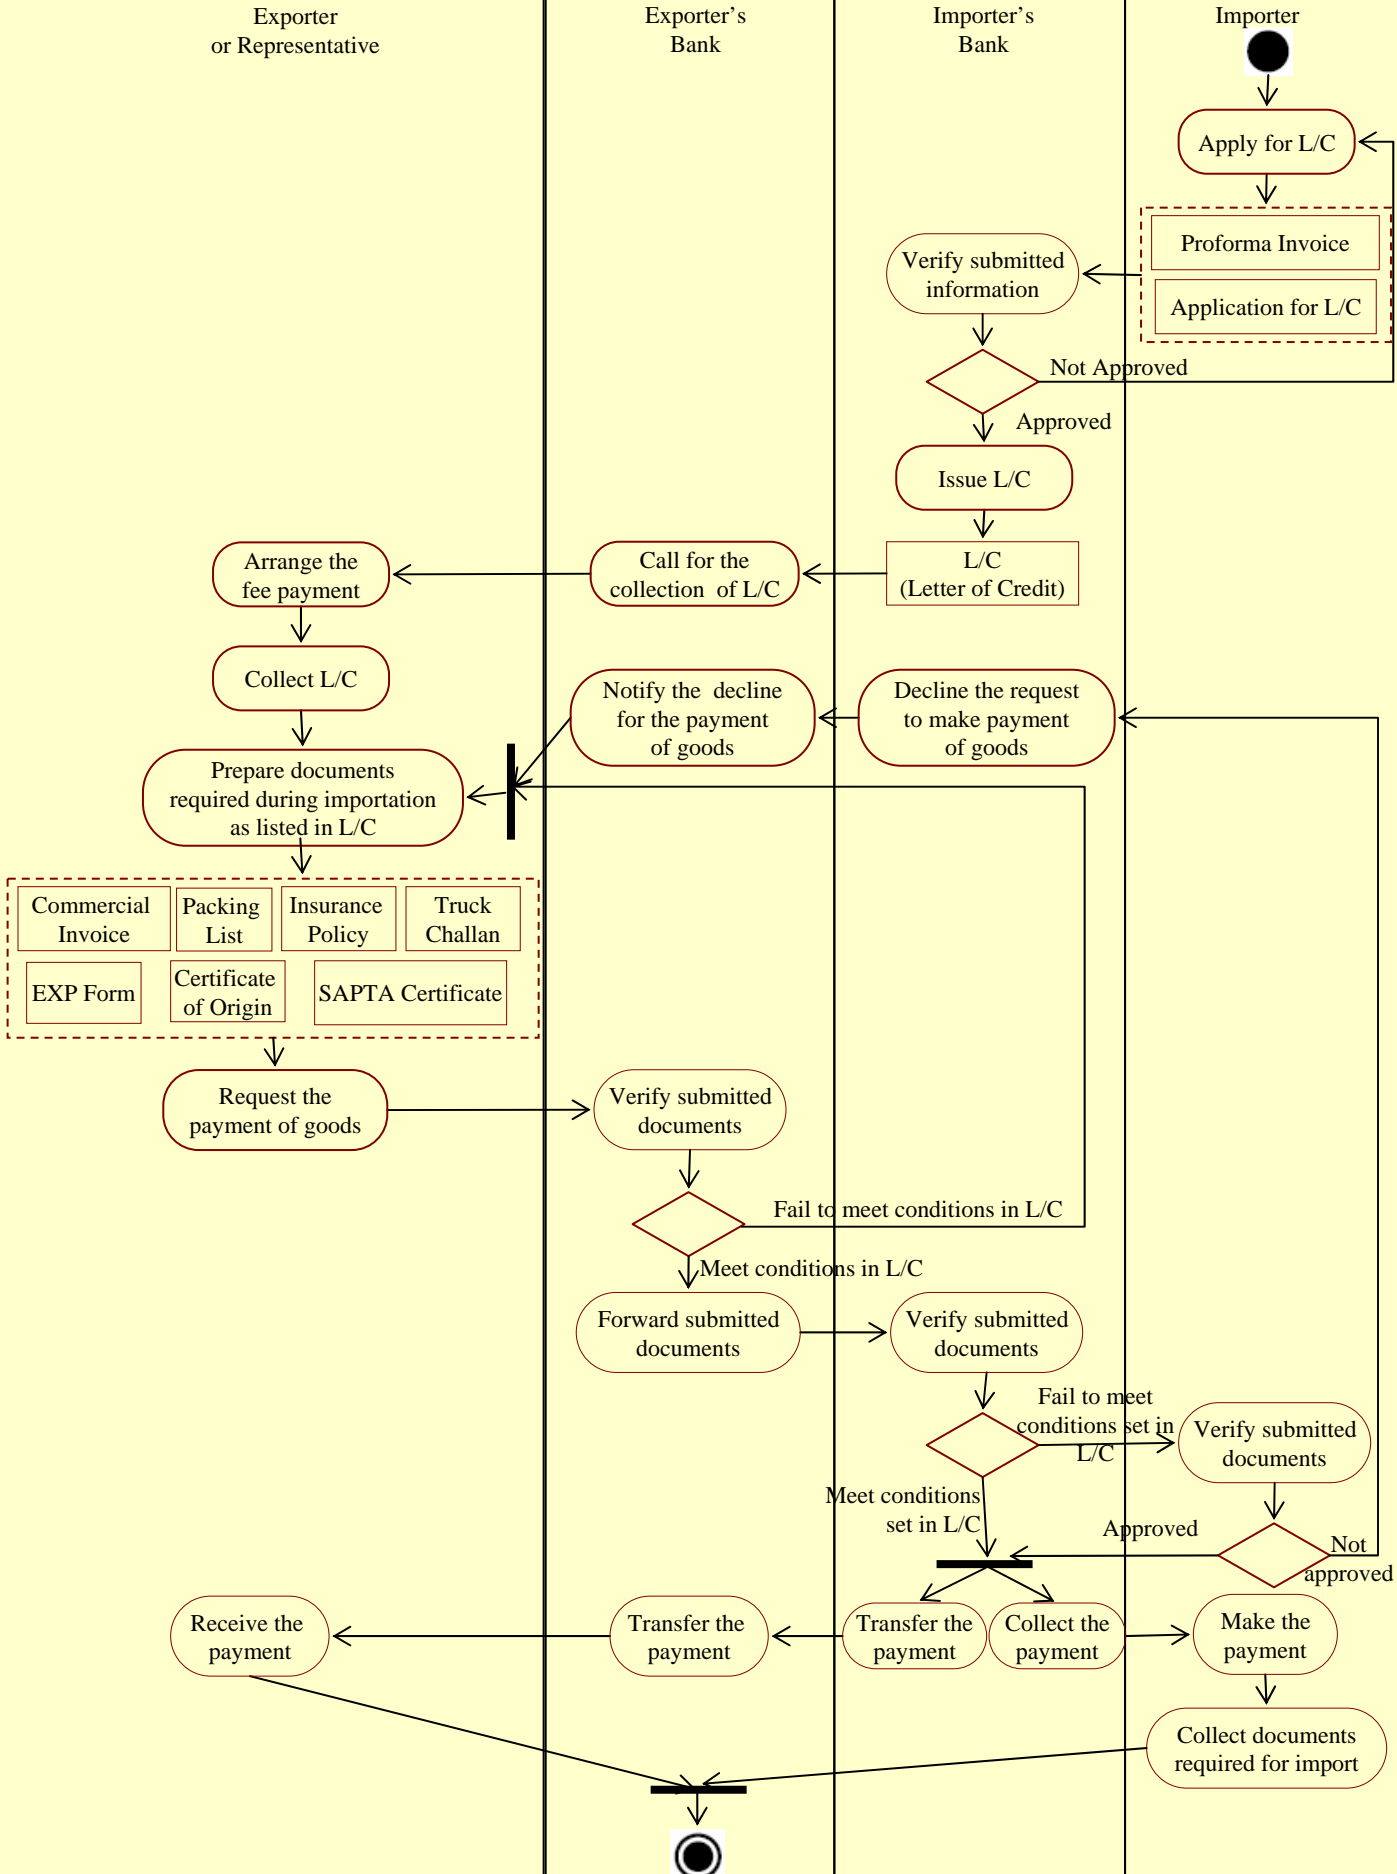 Exporter
or Representative
Exporter's
Bank
Importer's
Bank
Importer
Apply for L/C
Proforma Invoice
Application for L/C
Verify submitted
information
Not Approved
Approved
Issue L/C
L/C
(Letter of Credit)
Call for the
collection of L/C
Arrange the
fee payment
Collect L/C
Notify the decline
for the payment
of goods
Decline the request
to make payment
of goods
Prepare documents
required during importation
as listed in L/C
Commercial
Invoice
Packing
List
Insurance
Policy
Truck
Challan
EXP Form
Certificate
of Origin
SAPTA Certificate
Request the
payment of goods
Verify submitted
documents
Fail to meet conditions in L/C
Meet conditions in L/C
Forward submitted
documents
Verify submitted
documents
Fail to meet
conditions set in
L/C
Verify submitted
documents
Meet conditions
set in L/C
Approved
Not
approved
Receive the
payment
Transfer the
payment
Transfer the
payment
Collect the
payment
Make the
payment
Collect documents
required for import